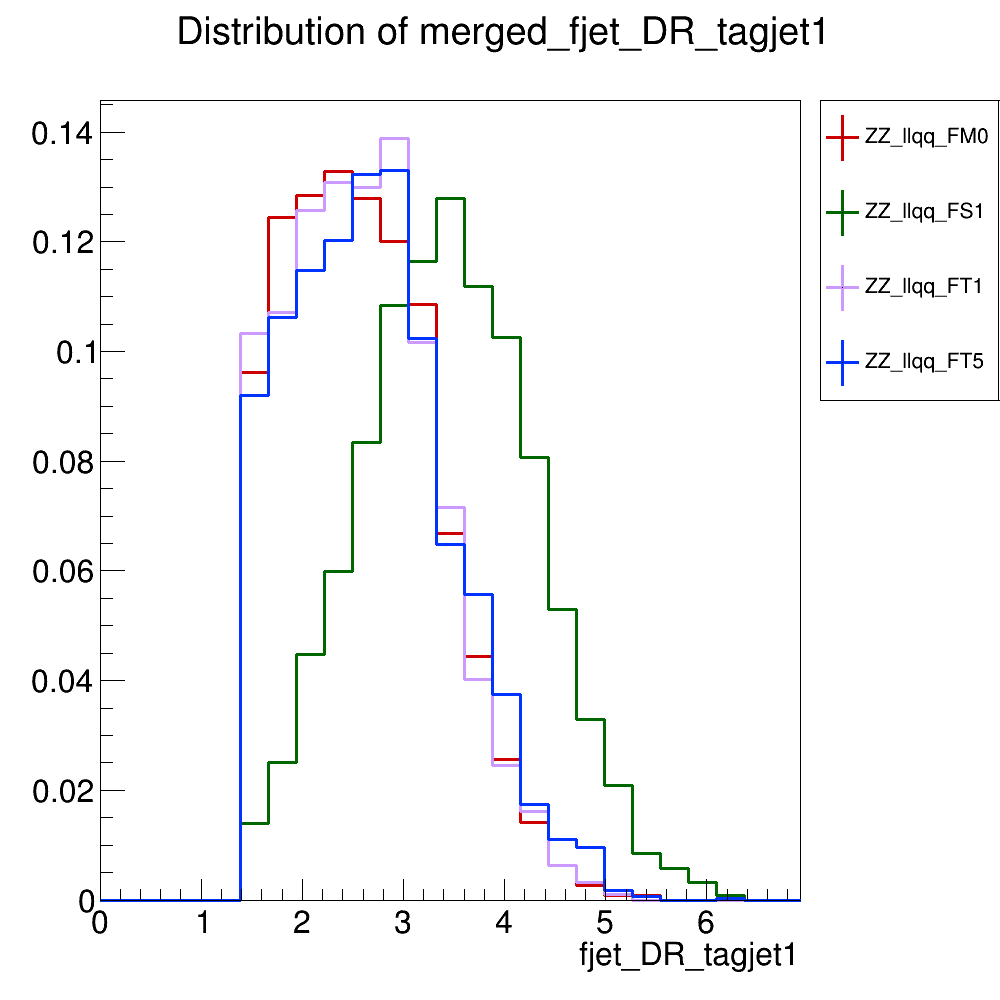 Distribution of merged_fjet_DR_tagjet1
0.14
0.12
0.1
0.08
0.06
0.04
0.02
0
0 1 2 3 4 5 6
fjet_DR_tagjet1
ZZ_llqq_FM0
ZZ_llqq_FS1
ZZ_llqq_FT1
ZZ_llqq_FT5